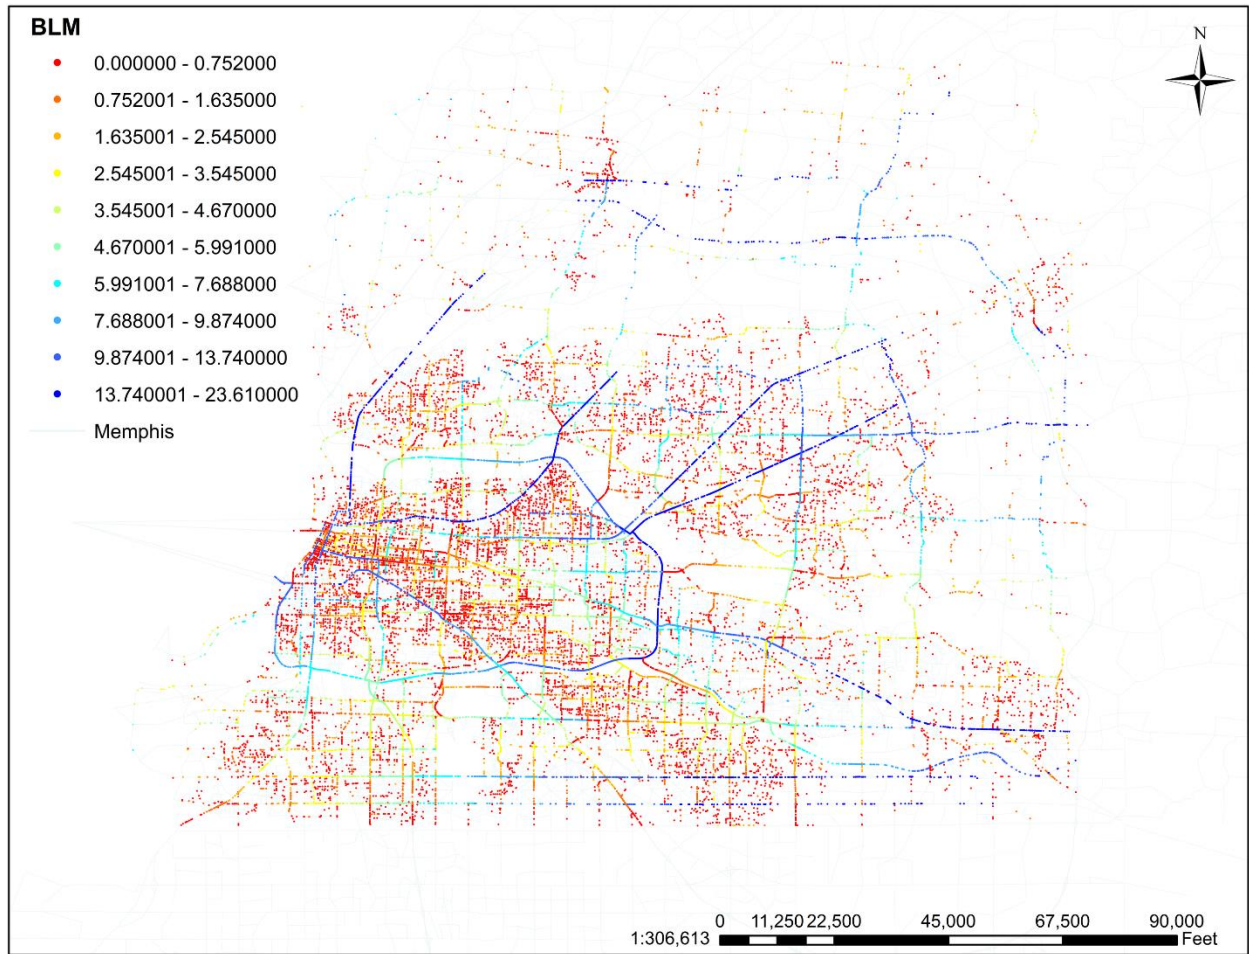 BLM
N
0.000000 - 0.752000
0.752001 - 1.635000
1.635001 - 2.545000
2.545001 - 3.545000
3.545001 - 4.670000
4.670001 - 5.991000
5.991001 - 7.688000
7.688001 - 9.874000
9.874001 - 13.740000
13.740001 - 23.610000
Memphis
0 11,250 22,500 45,000 67,500 90,000
1:306,613 Feet